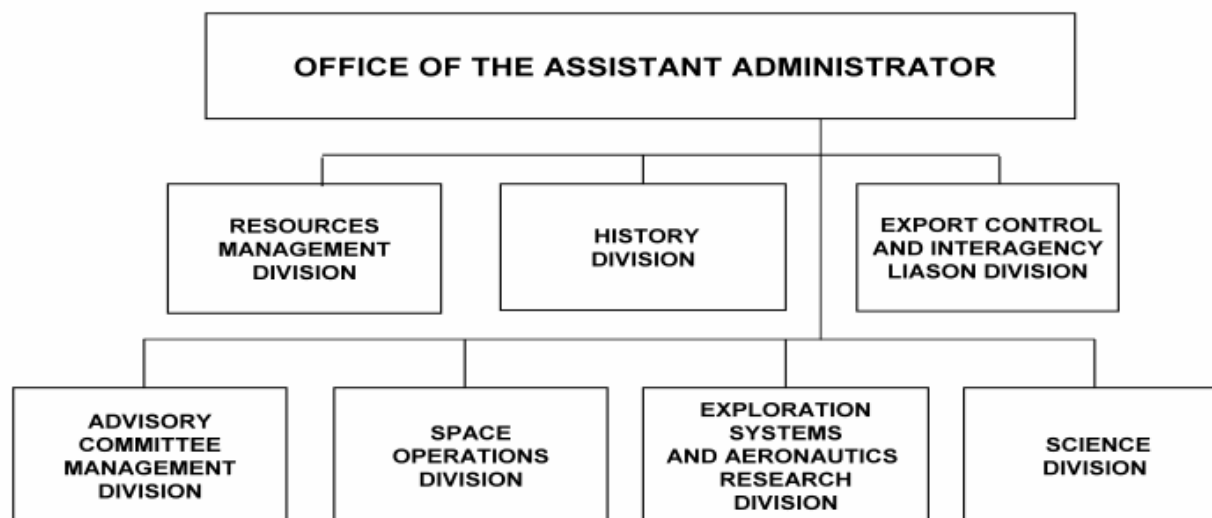 OFFICE OF THE ASSISTANT ADMINISTRATOR
RESOURCES
MANAGEMENT
DIVISION
HISTORY
DIVISION
EXPORT CONTROL
AND INTERAGENCY
LIASON DIVISION
ADVISORY
COMMITTEE
MANAGEMENT
DIVISION
SPACE
OPERATIONS
DIVISION
EXPLORATION
SYSTEMS
AND AERONAUTICS
RESEARCH
DIVISION
SCIENCE
DIVISION